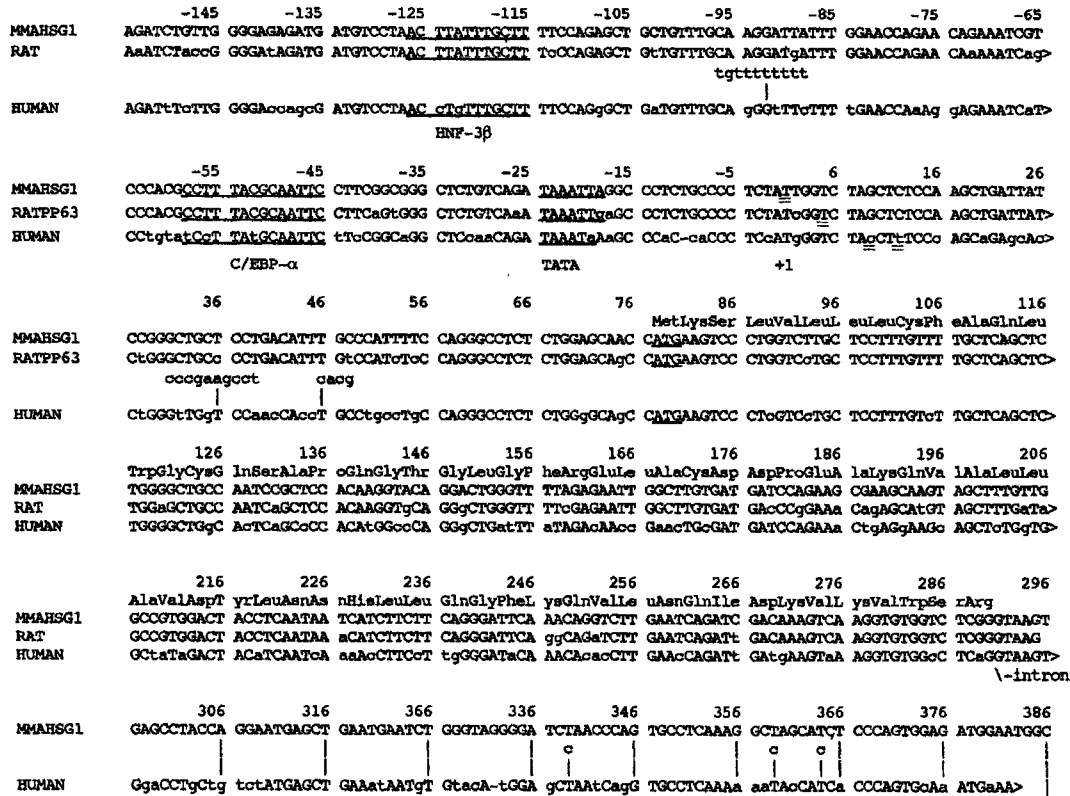 -145 -135 -125 -115 -105 -95 -85 -75 -65
MMAHSG1 AGATCTGTTG GGGAGAGATG ATGTCCTAAC TTATTTGCTT TTCCAGAGCT GCTGTTTGCA AGGATTATTT GGAACCAGAA CAGAAATCGT
RAT AaATCTaccG GGGATAGATG ATGTCCTAAC TTATTTGCTT TcCCAGAGCT GtTGTTTGCA AGGATgATTT GGAACCAGAA CAaAAATCag>
tgttttttttt
HUMAN AGATTTcTTG GGGAccagcG ATGTCCTAAC cTgTTTGCTT TTCCAGgGCT GaTGTTTGCA gGGtTTcTTT tGAACCAaAg gAGAAATCaT>
HNF-3β
-55 -45 -35 -25 -15 -5 6 16 26
MMAHSG1 CCCACGCCTT TACGCAATTC CTTCGGCGGG CTCTGTCAGA TAAATTAGGC CCTCTGCCCC TCTATTGGTC TAGCTCTCCA AGCTGATTAT
RATPP63 CCCACGCCTT TACGCAATTC CTTCAGtGGG CTCTGTCAaA TAAATTgaGC CCTCTGCCCC TCTATcGGTC TAGCTCTCCA AGCTGATTAT>
HUMAN CCtgtatCcT TAtGCAATTC tTcCGGCaGG CTCcaaCAGA TAAATaAaGC CCaC-caCCC TCcATgGGTC TAgCTtTCCc AGCAGAgcAc>
C/EBP-α TATA +1
36 46 56 66 76 86 96 106 116
MetLysSer LeuValLeuL euLeuCysPh eAlaGlnLeu
MMAHSG1 CCGGGCTGCT CCTGACATTT GCCCATTTTC CAGGGCCTCT CTGGAGCAAC CATGAAGTCC CTGGTCTTGC TCCTTTGTTT TGCTCAGCTC
RATPP63 CtGGGCTGCc CCTGACATTT GtCCATcTcc CAGGGCCTCT CTGGAGCAgC CATGAAGTCC CTGGTCcTGC TCCTTTGTTT TGCTCAGCTC>
cccgaagcct cacg
HUMAN CtGGGtTGgT CCaacCAccT GCCtgccTgC CAGGGCCTCT CTGGgGCAgC CATGAAGTCC CTcGTCcTGC TCCTTTGTcT TGCTCAGCTC>
126 136 146 156 166 176 186 196 206
TrpGlyCysG lnSerAlaPr oGlnGlyThr GlyLeuGlyP heArgGluLe uAlaCysAsp AspProGluA laLysGlnVa lAlaLeuLeu
MMAHSG1 TGGGGCTGCC AATCCGCTCC ACAAGGTACA GGACTGGGTT TTAGAGAATT GGCTTGTGAT GATCCAGAAG CGAAGCAAGT AGCTTTGTTG
RAT TGGaGCTGCC AATCaGCTCC ACAAGGTgCA GGgCTGGGTT TTcGAGAATT GGCTTGTGAT GAcCCgGAAa CagAGCAtGT AGCTTTGaTa>
HUMAN TGGGGCTGgC AcTCaGCcCC ACAtGGcCCA GGgCTGatTT aTAGACAAcc GaacTGcGAT GATCCAGAAa CtgAGgAAGc AGCTcTGgTG>
216 226 236 246 256 266 276 286 296
AlaValAspT yrLeuAsnAs nHisLeuLeu GlnGlyPheL ysGlnValLe uAsnGlnIle AspLysValL ysValTrpSe rArg
MMAHSG1 GCCGTGGACT ACCTCAATAA TCATCTTCTT CAGGGATTCA AACAGGTCTT GAATCAGATC GACAAAGTCA AGGTGTGGTC TCGGGTAAGT
RAT GCCGTGGACT ACCTCAATAA aCATCTTCTT CAGGGATTCA ggCAGaTCTT GAATCAGATt GACAAAGTCA AGGTGTGGTC TCGGGTAAG
HUMAN GCtaTaGACT ACaTCAATcA aaAcCTTCcT tgGGGATaCA AACACacCTT GAAcCAGATt GAtgAAGTaA AGGTGTGGcC TCaGGTAAGT>
\-intron
306 316 366 336 346 356 366 376 386
MMAHSG1 GAGCCTACCA GGAATGAGCT GAATGAATCT GGGTAGGGGA TCTAACCCAG TGCCTCAAAG GCTAGCATCT CCCAGTGGAG ATGGAATGGC
c c c
HUMAN GGgaCCTgCTg tctATGAGCT GAAatAATgT GtacA-tGGA gCTAAtCagG TGCCTCAAAa aaTAcCATCa CCCAGTGcAa ATGaAA>